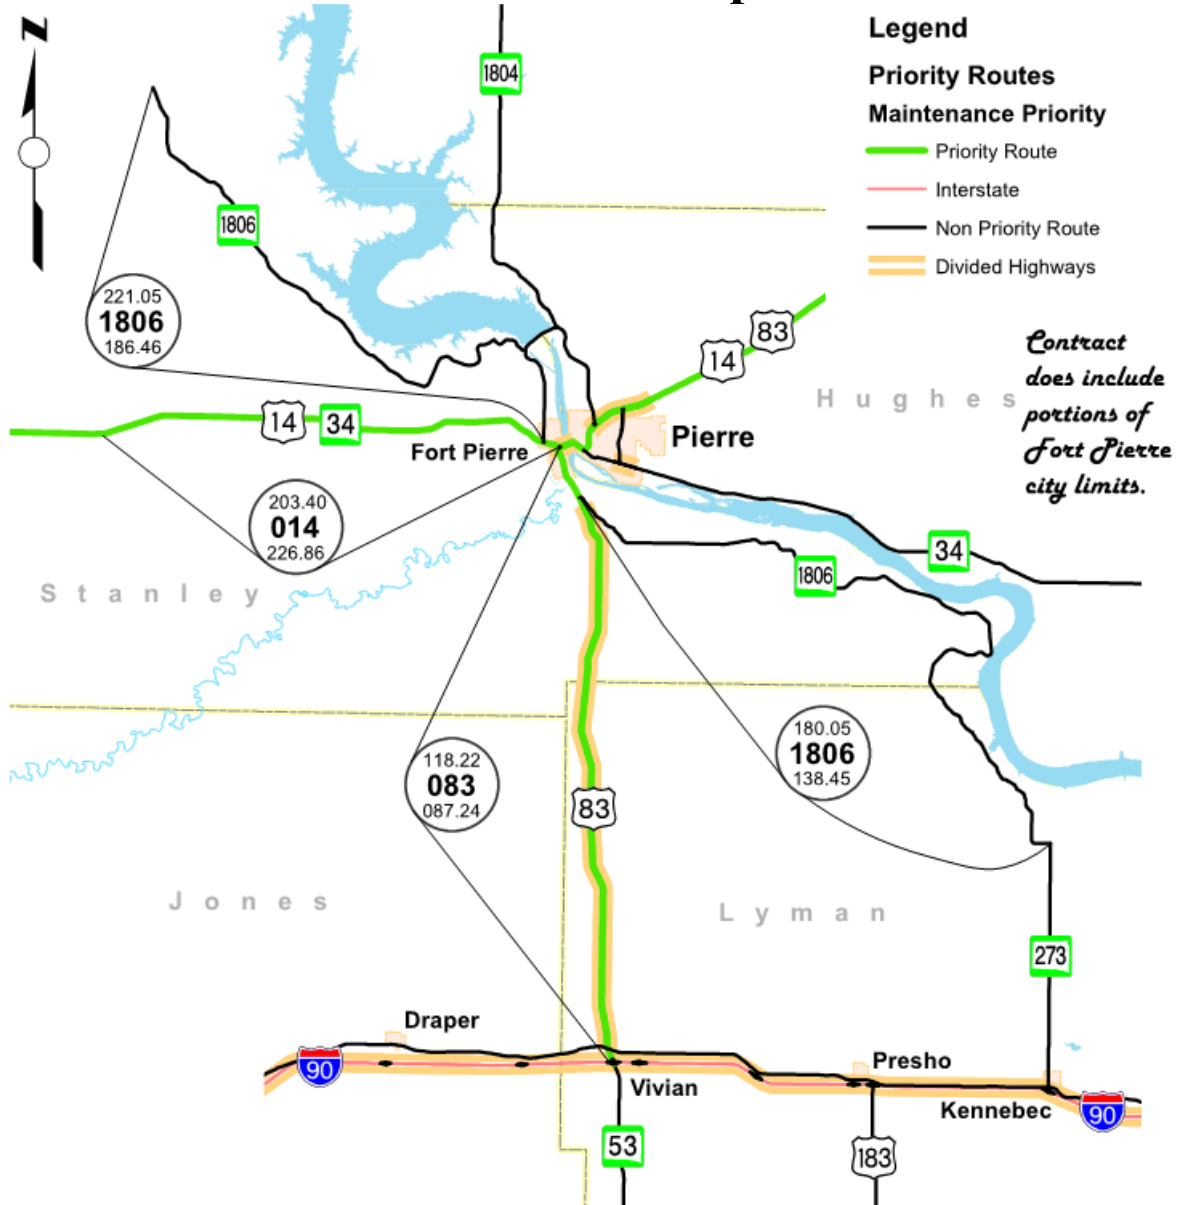 N
Legend
Priority Routes
Maintenance Priority
Priority Route
Interstate
Non Priority Route
Divided Highways
1804
1806
221.05
1806
186.46
83
14
Contract
does include
portions of
Fort Pierre
city limits.
Hughes
14
34
Fort Pierre
Pierre
203.40
014
226.86
34
1806
Stanley
180.05
1806
138.45
118.22
083
087.24
83
Jones
Lyman
273
Draper
90
Vivian
Presho
Kennebec
90
53
183